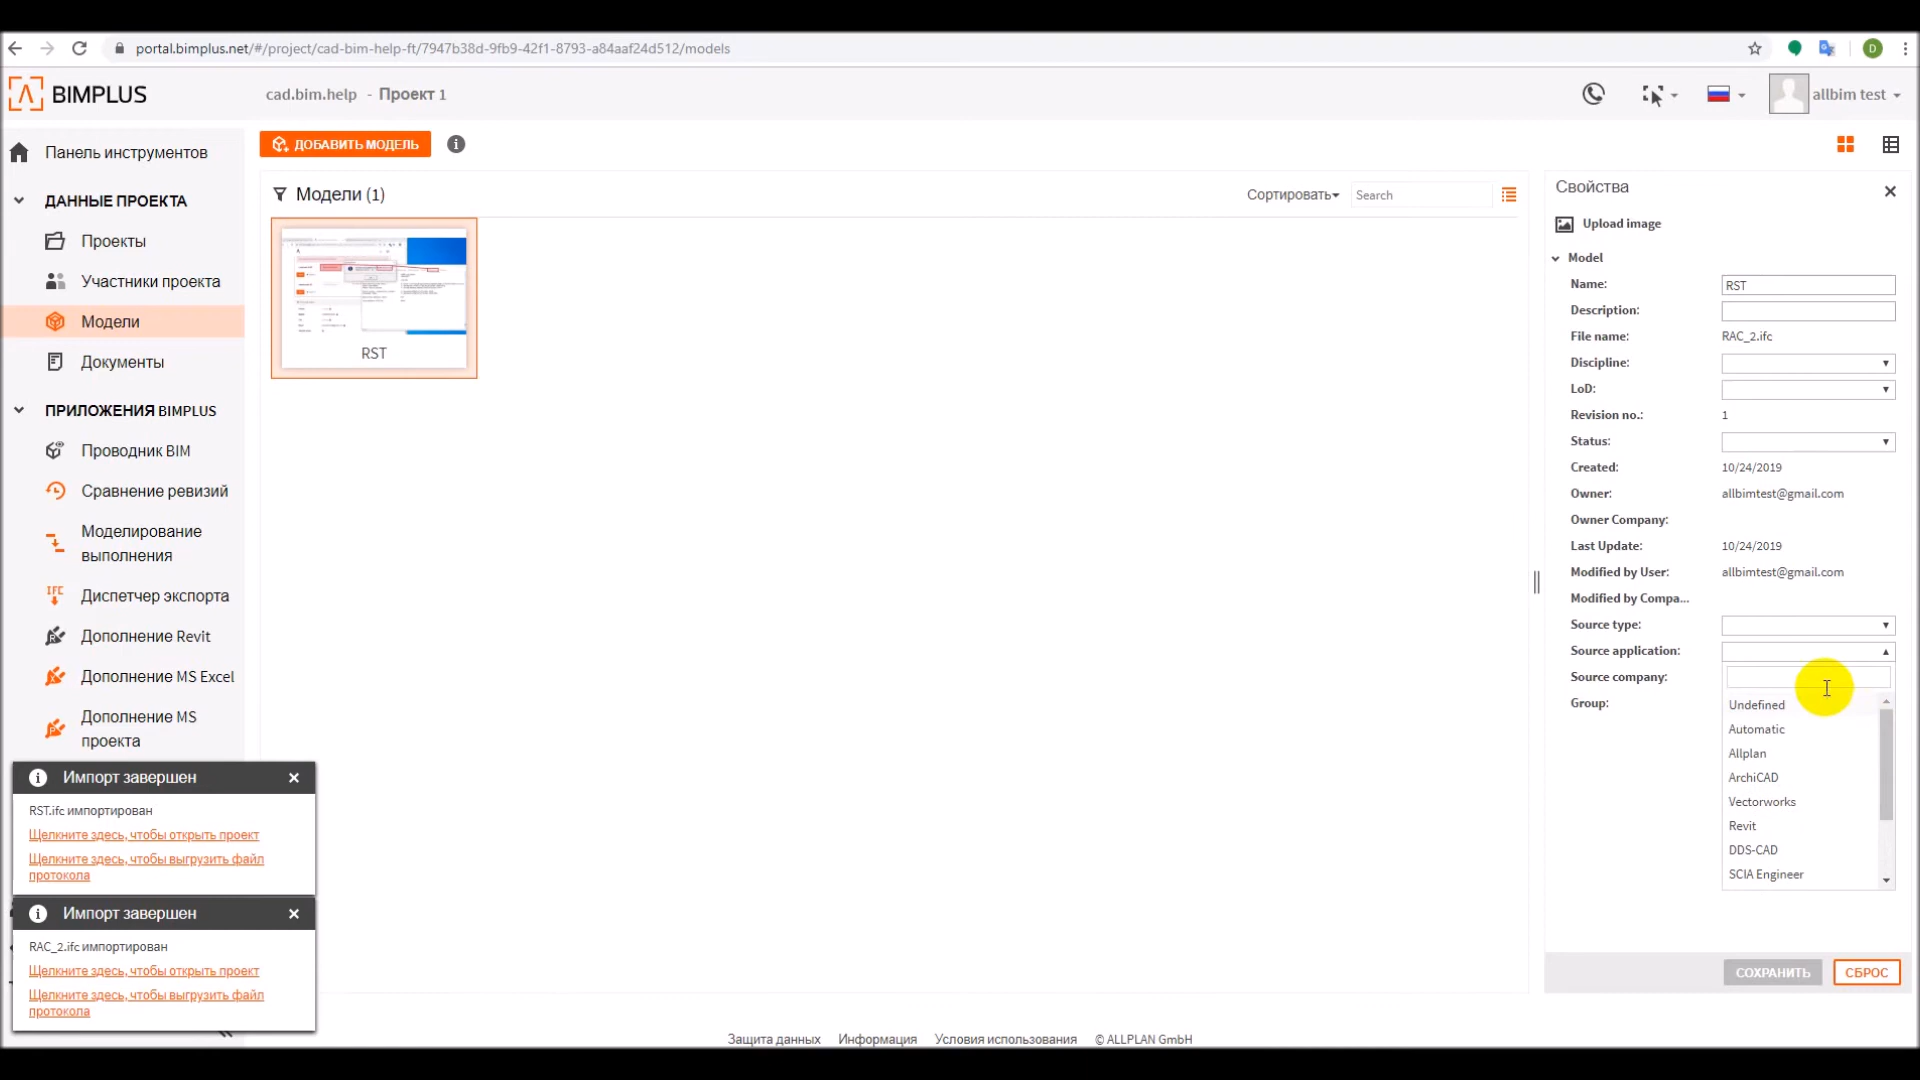 portal.bimplus.net/#/project/cad-bim-help-ft/7947b38d-9fb9-42f1-8793-a84aaf24d512/models
D
BIMPLUS
cad.bim.help - Проект 1
allbim test
Панель инструментов
ДАННЫЕ ПРОЕКТА
Проекты
Участники проекта
Модели
Документы
ПРИЛОЖЕНИЯ BIMPLUS
Проводник BIM
Сравнение ревизий
Моделирование
выполнения
IFC
Диспетчер экспорта
Дополнение Revit
Дополнение MS Excel
Дополнение MS
проекта
Импорт завершен
RST.ifc импортирован
Щелкните здесь, чтобы открыть проект
Щелкните здесь, чтобы выгрузить файл
протокола
Импорт завершен
RAC_2.ifc импортирован
Щелкните здесь, чтобы открыть проект
Щелкните здесь, чтобы выгрузить файл
протокола
ДОБАВИТЬ МОДЕЛЬ
Модели (1)
Сортировать
Search
RST
Свойства
Upload image
Model
Name: RST
Description:
File name: RAC_2.ifc
Discipline:
LoD:
Revision no.: 1
Status:
Created: 10/24/2019
Owner: allbimtest@gmail.com
Owner Company:
Last Update: 10/24/2019
Modified by User: allbimtest@gmail.com
Modified by Compa...
Source type:
Source application:
Source company:
Group:
Undefined
Automatic
Allplan
ArchiCAD
Vectorworks
Revit
DDS-CAD
SCIA Engineer
СОХРАНИТЬ
СБРОС
Защита данных Информация Условия использования © ALLPLAN GmbH